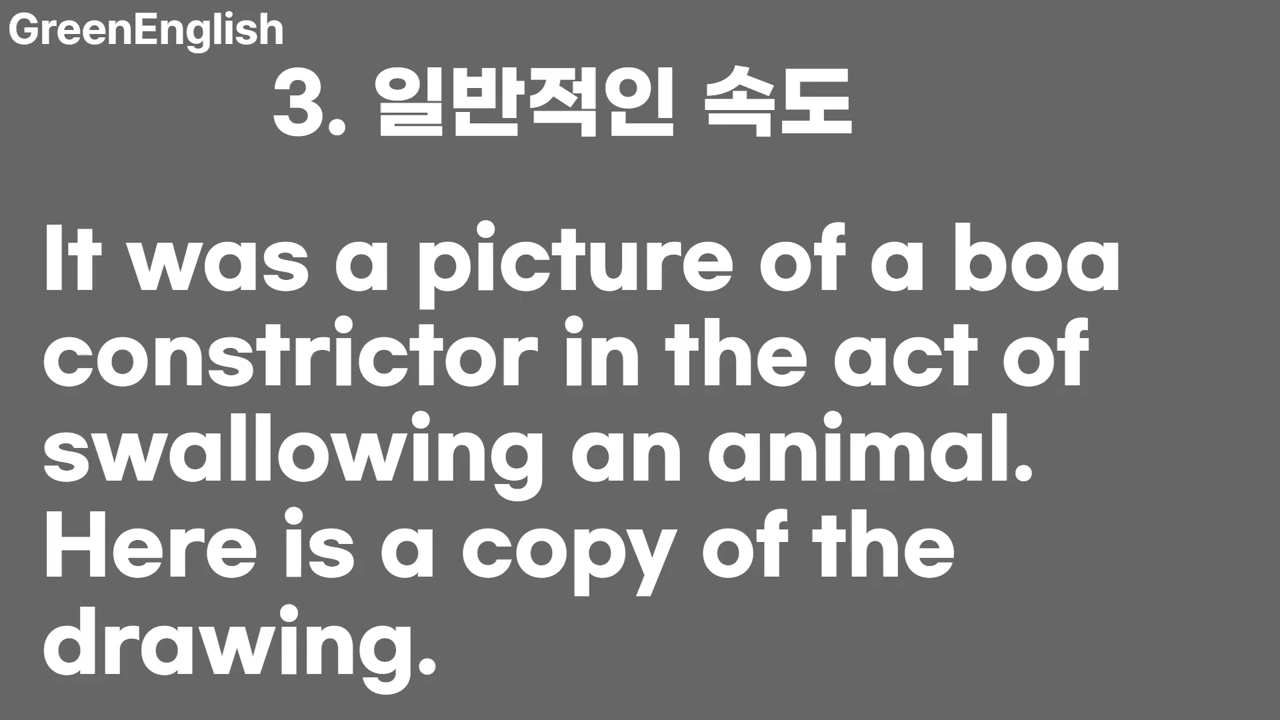 GreenEnglish
3. 일반적인 속도
It was a picture of a boa
constrictor in the act of
swallowing an animal.
Here is a copy of the
drawing.